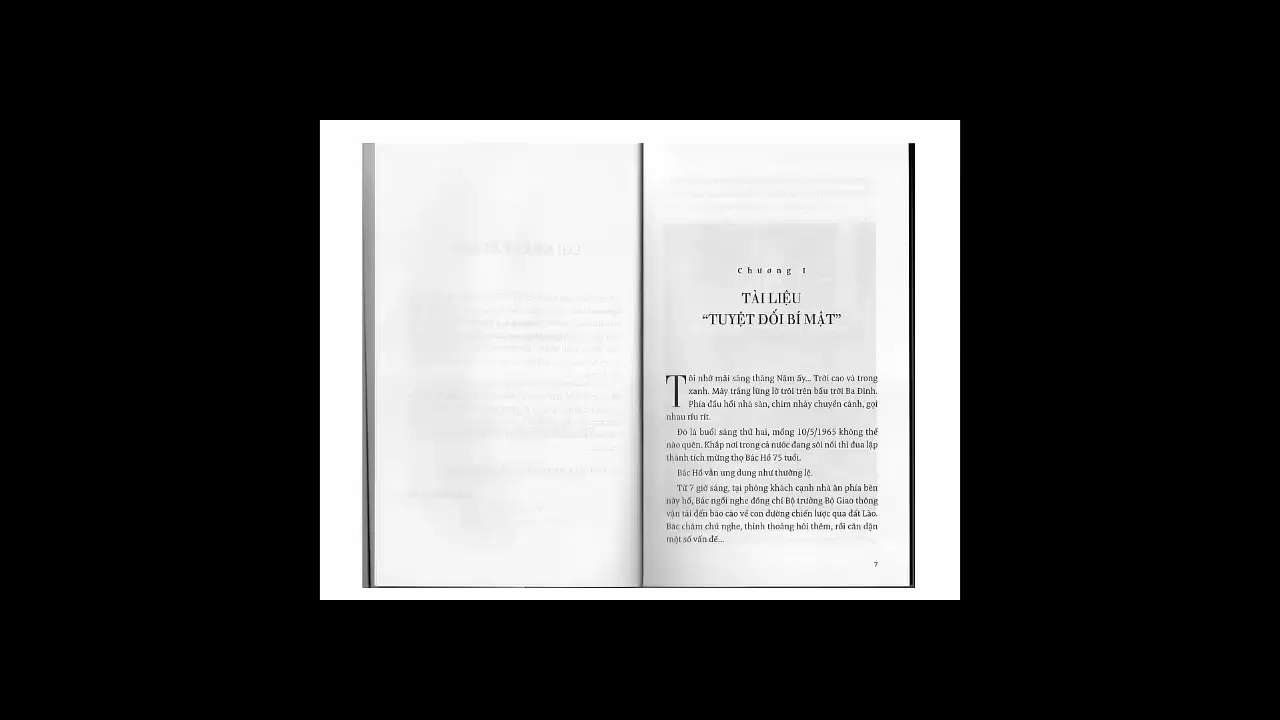 Chương I
TÀI LIỆU
“TUYỆT ĐỐI BÍ MẬT”
Tôi nhớ mãi sáng tháng Năm ấy... Trời cao và trong
xanh. Mây trắng lững lờ trôi trên bầu trời Ba Đình.
Phía đầu hồi nhà sàn, chim nhảy chuyền cành, gọi
nhau ríu rít.
Đó là buổi sáng thứ hai, mồng 10/5/1965 không thể
nào quên. Khắp nơi trong cả nước đang sôi nổi thi đua lập
thành tích mừng thọ Bác Hồ 75 tuổi.
Bác Hồ vẫn ung dung như thường lệ.
Từ 7 giờ sáng, tại phòng khách cạnh nhà ăn phía bên
này hồ, Bác ngồi nghe đồng chí Bộ trưởng Bộ Giao thông
vận tải đến báo cáo về con đường chiến lược qua đất Lào.
Bác chăm chú nghe, thỉnh thoảng hỏi thêm, rồi căn dặn
một số vấn đề...
7